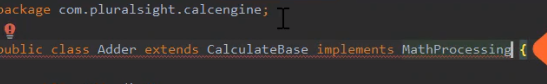 package com.pluralsight.calcengine;
public class Adder extends CalculateBase implements MathProcessing {